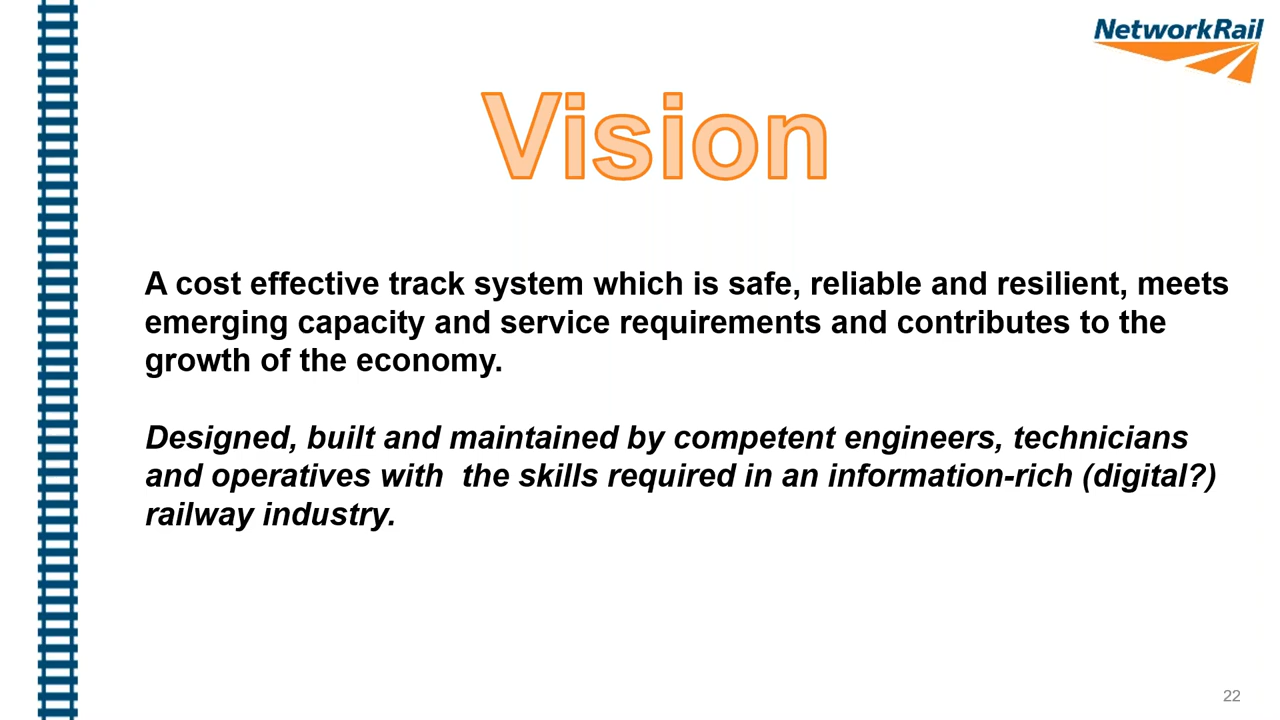 NetworkRail
Vision
A cost effective track system which is safe, reliable and resilient, meets
emerging capacity and service requirements and contributes to the
growth of the economy.
Designed, built and maintained by competent engineers, technicians
and operatives with  the skills required in an information-rich (digital?)
railway industry.
22